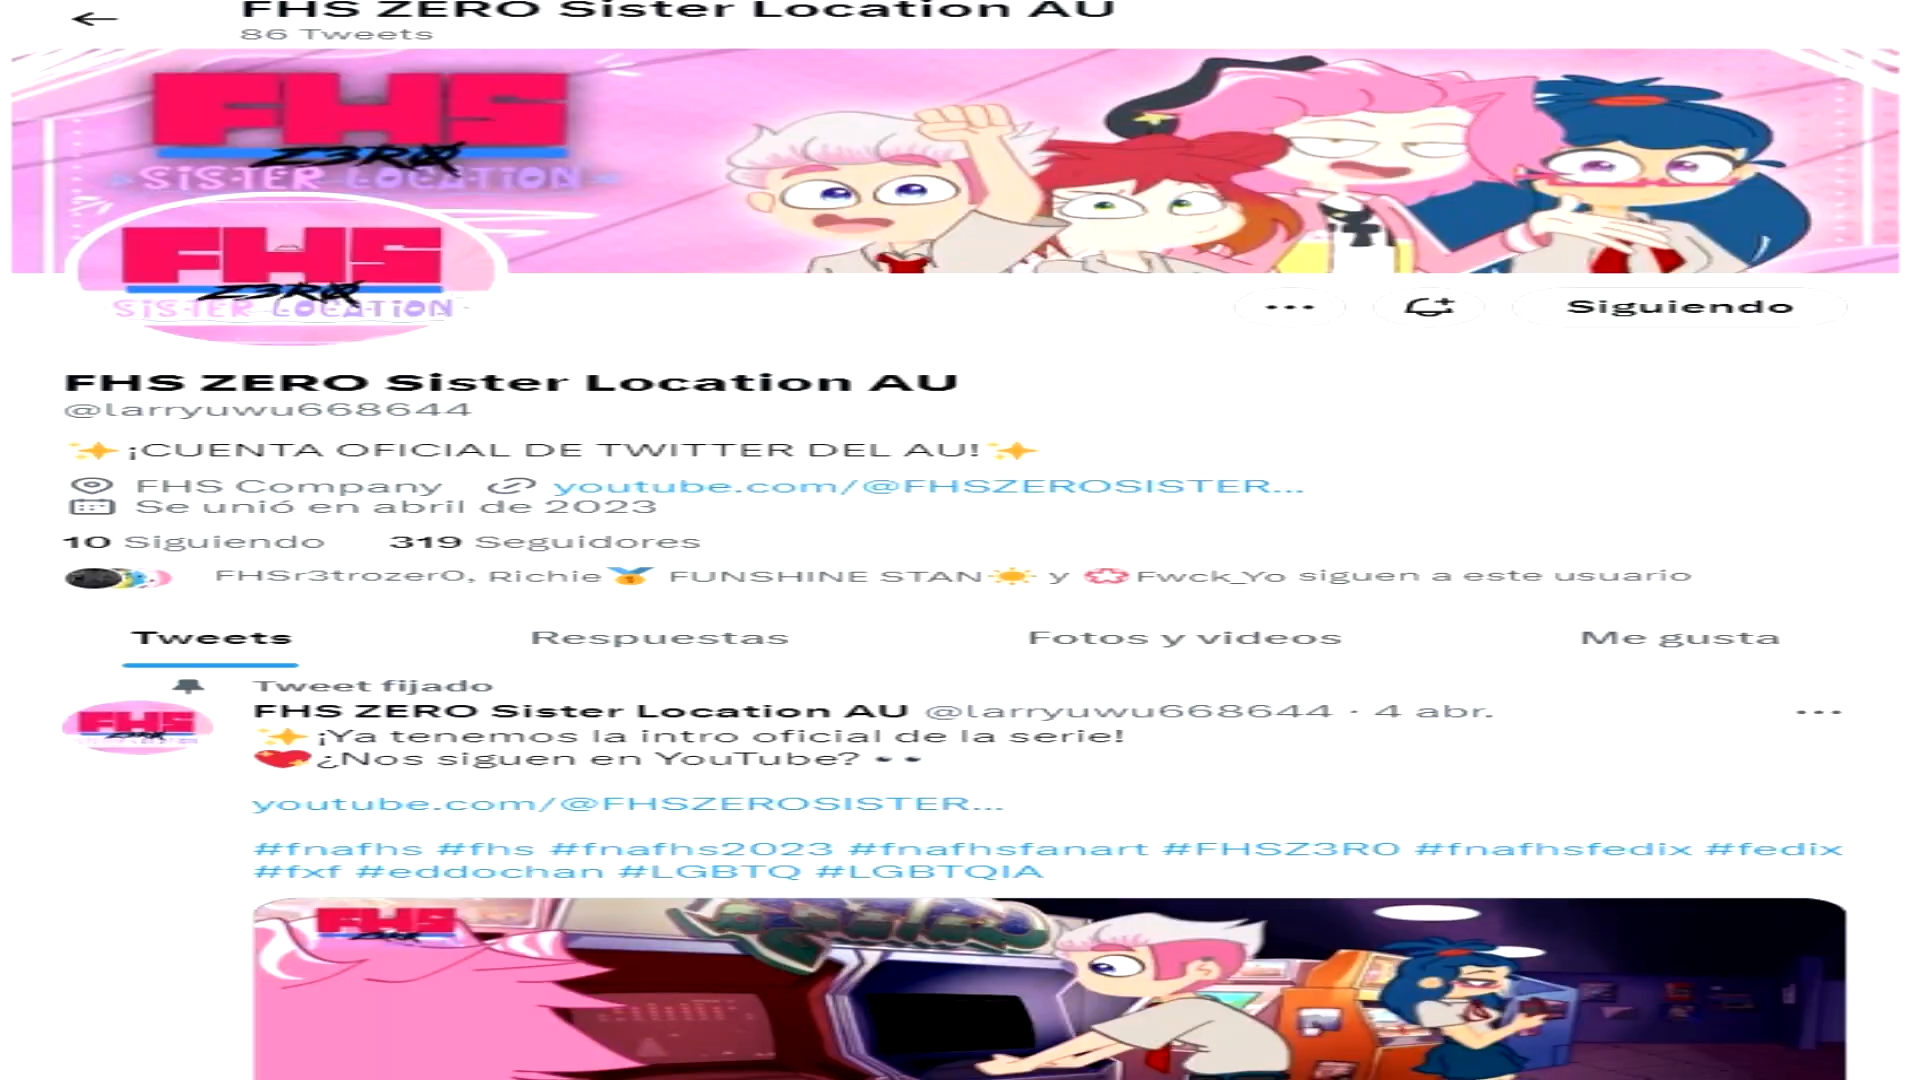 FHS ZERO Sister Location AU
86 Tweets
FHS
Z3R0
SISTER LOCATION
FHS
Z3R0
SISTER LOCATION
Siguiendo
FHS ZERO Sister Location AU
@larryuwu668644
✨¡CUENTA OFICIAL DE TWITTER DEL AU!✨
FHS Company youtube.com/@FHSZEROSISTER...
Se unió en abril de 2023
10 Siguiendo 319 Seguidores
FHSr3trozer0, Richie🏅 FUNSHINE STAN☀️ y 💮Fwck_Yo siguen a este usuario
Tweets Respuestas Fotos y videos Me gusta
Tweet fijado
FHS ZERO Sister Location AU @larryuwu668644 · 4 abr.
✨¡Ya tenemos la intro oficial de la serie!
💖¿Nos siguen en YouTube? 👀
youtube.com/@FHSZEROSISTER...
#fnafhs #fhs #fnafhs2023 #fnafhsfanart #FHSZ3R0 #fnafhsfedix #fedix
#fxf #eddochan #LGBTQ #LGBTQIA
FHS